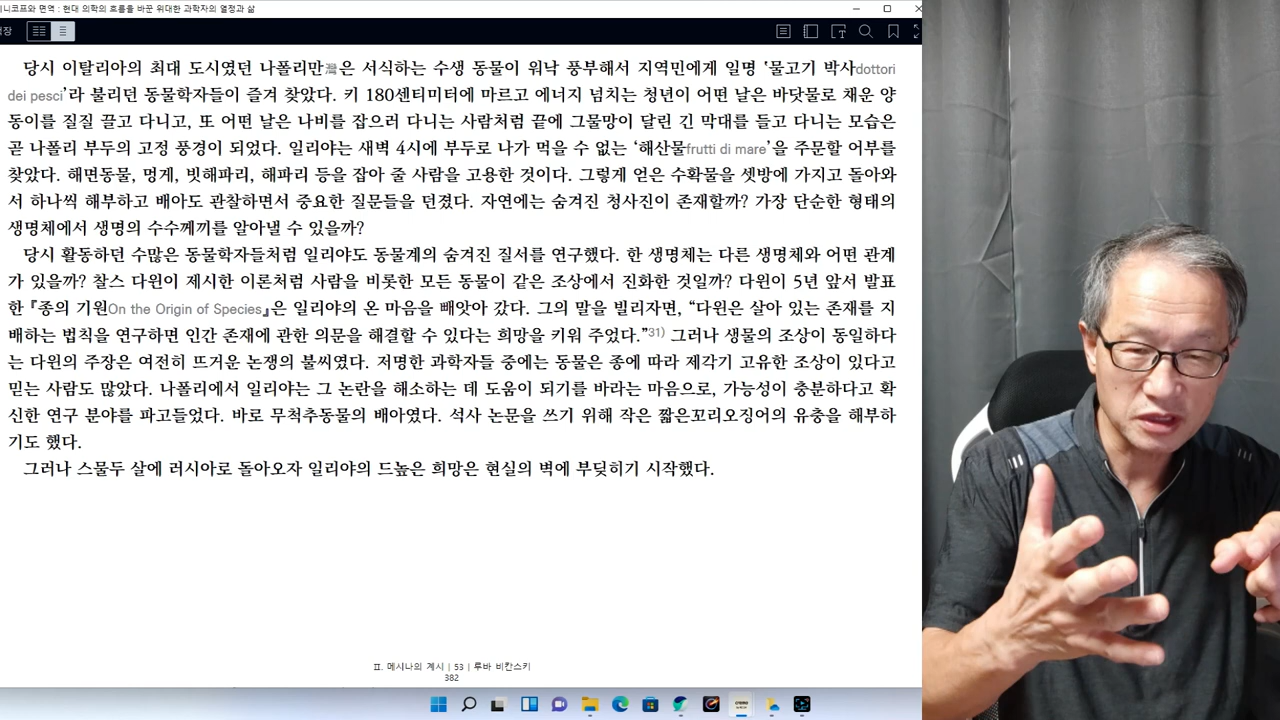 니코프와 면역 : 현대 의학의 흐름을 바꾼 위대한 과학자의 열정과 삶
당시 이탈리아의 최대 도시였던 나폴리만灣은 서식하는 수생 동물이 워낙 풍부해서 지역민에게 일명 ‘물고기 박사dottori
dei pesci’라 불리던 동물학자들이 즐겨 찾았다. 키 180센티미터에 마르고 에너지 넘치는 청년이 어떤 날은 바닷물로 채운 양
동이를 질질 끌고 다니고, 또 어떤 날은 나비를 잡으러 다니는 사람처럼 끝에 그물망이 달린 긴 막대를 들고 다니는 모습은
곧 나폴리 부두의 고정 풍경이 되었다. 일리야는 새벽 4시에 부두로 나가 먹을 수 없는 ‘해산물frutti di mare’을 주문할 어부를
찾았다. 해면동물, 멍게, 빗해파리, 해파리 등을 잡아 줄 사람을 고용한 것이다. 그렇게 얻은 수확물을 셋방에 가지고 돌아와
서 하나씩 해부하고 배아도 관찰하면서 중요한 질문들을 던졌다. 자연에는 숨겨진 청사진이 존재할까? 가장 단순한 형태의
생명체에서 생명의 수수께끼를 알아낼 수 있을까?
당시 활동하던 수많은 동물학자들처럼 일리야도 동물계의 숨겨진 질서를 연구했다. 한 생명체는 다른 생명체와 어떤 관계
가 있을까? 찰스 다윈이 제시한 이론처럼 사람을 비롯한 모든 동물이 같은 조상에서 진화한 것일까? 다윈이 5년 앞서 발표
한 『종의 기원On the Origin of Species』은 일리야의 온 마음을 빼앗아 갔다. 그의 말을 빌리자면, “다윈은 살아 있는 존재를 지
배하는 법칙을 연구하면 인간 존재에 관한 의문을 해결할 수 있다는 희망을 키워 주었다.”31) 그러나 생물의 조상이 동일하다
는 다윈의 주장은 여전히 뜨거운 논쟁의 불씨였다. 저명한 과학자들 중에는 동물은 종에 따라 제각기 고유한 조상이 있다고
믿는 사람도 많았다. 나폴리에서 일리야는 그 논란을 해소하는 데 도움이 되기를 바라는 마음으로, 가능성이 충분하다고 확
신한 연구 분야를 파고들었다. 바로 무척추동물의 배아였다. 석사 논문을 쓰기 위해 작은 짧은꼬리오징어의 유충을 해부하
기도 했다.
그러나 스물두 살에 러시아로 돌아오자 일리야의 드높은 희망은 현실의 벽에 부딪히기 시작했다.
Ⅱ. 메시나의 계시 | 53 | 루바 비칸스키
382